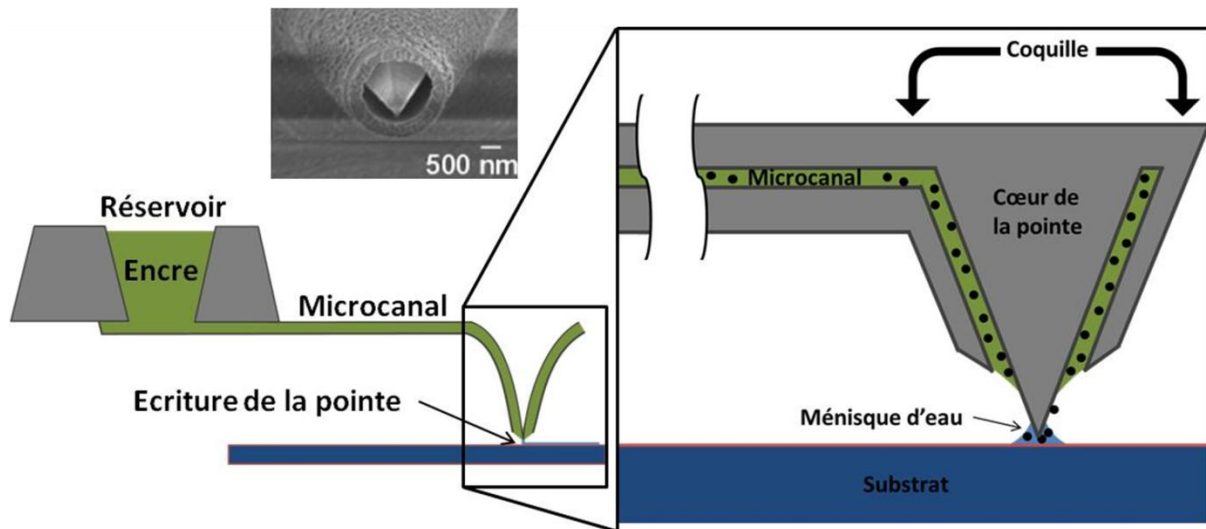 500 nm
Réservoir
Encre
Microcanal
Ecriture de la pointe
Coquille
Microcanal
Cœur de
la pointe
Ménisque d'eau
Substrat